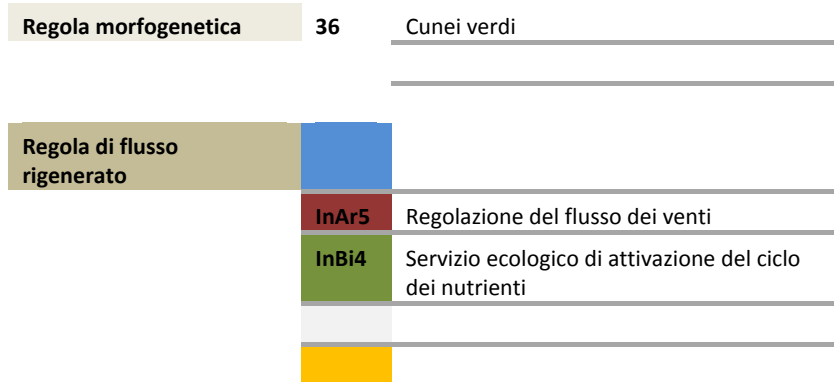 Regola morfogenetica 36 Cunei verdi
Regola di flusso
rigenerato
InAr5 Regolazione del flusso dei venti
InBi4 Servizio ecologico di attivazione del ciclo
dei nutrienti